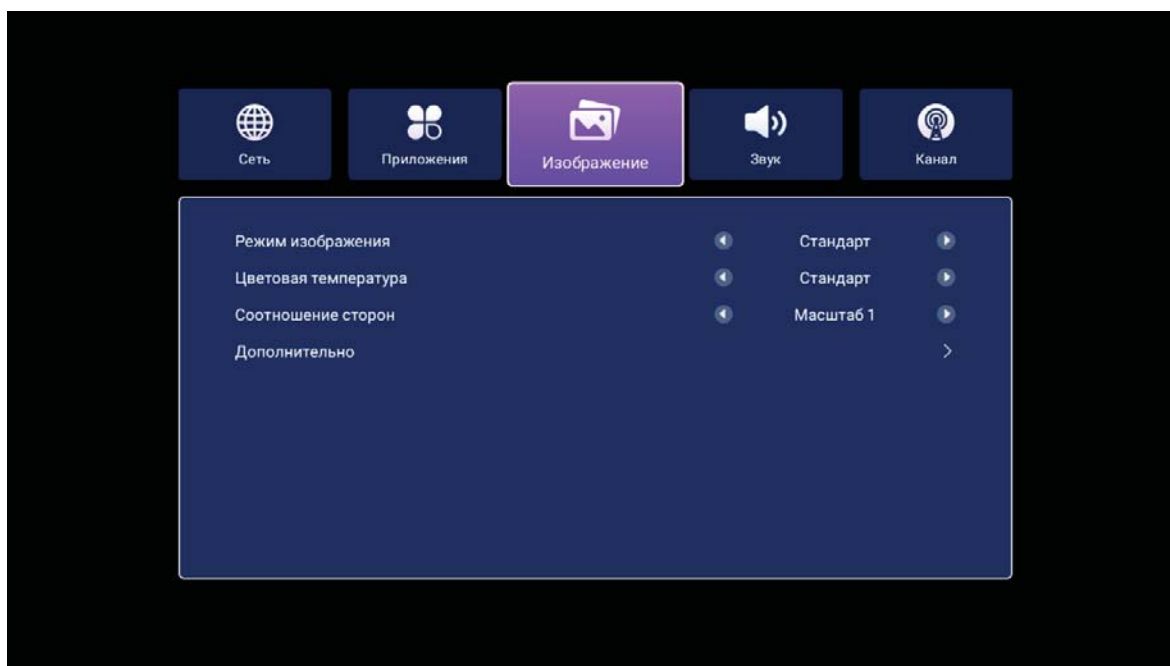 Сеть Приложения Изображение Звук Канал
Режим изображения Стандарт
Цветовая температура Стандарт
Соотношение сторон Масштаб 1
Дополнительно